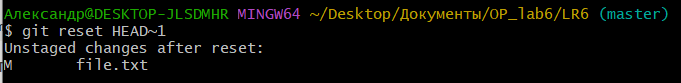 Александр@DESKTOP-JLSDMHR MINGW64 ~/Desktop/Документы/OP_lab6/LR6 (master)
$ git reset HEAD~1
Unstaged changes after reset:
M       file.txt